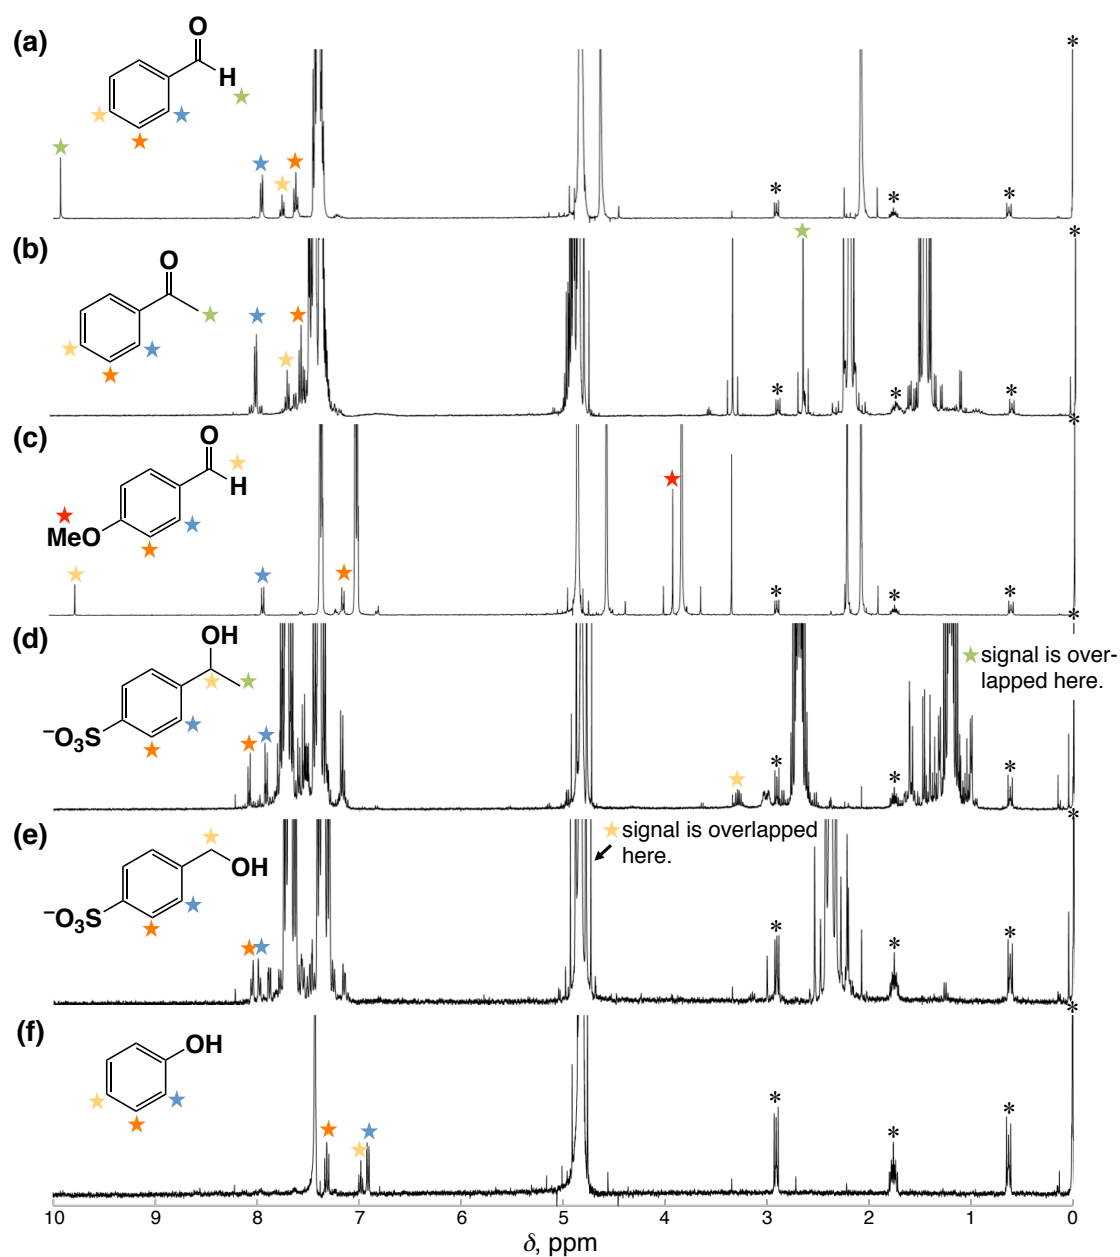 (a)
O
H
*
*
*
*
(b)
O
*
*
*
*
(c)
O
H
MeO
*
*
*
*
(d)
OH
⁻O₃S
signal is over-
lapped here.
*
*
*
*
(e)
OH
⁻O₃S
signal is overlapped
here.
*
*
*
*
(f)
OH
*
*
*
*
10 9 8 7 6 5 4 3 2 1 0
δ, ppm